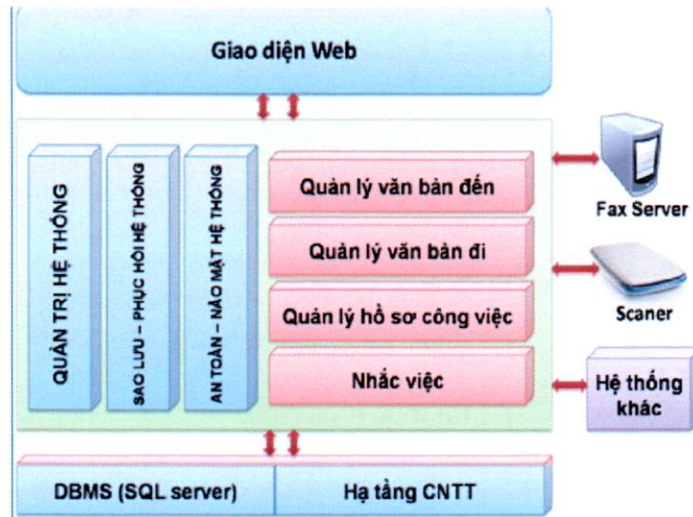 Giao diện Web
QUẢN TRỊ HỆ THỐNG
SAO LƯU – PHỤC HỒI HỆ THỐNG
AN TOÀN – NÃO MẬT HỆ THỐNG
Quản lý văn bản đến
Quản lý văn bản đi
Quản lý hồ sơ công việc
Nhắc việc
Fax Server
Scaner
Hệ thống
khác
DBMS (SQL server)
Hạ tầng CNTT